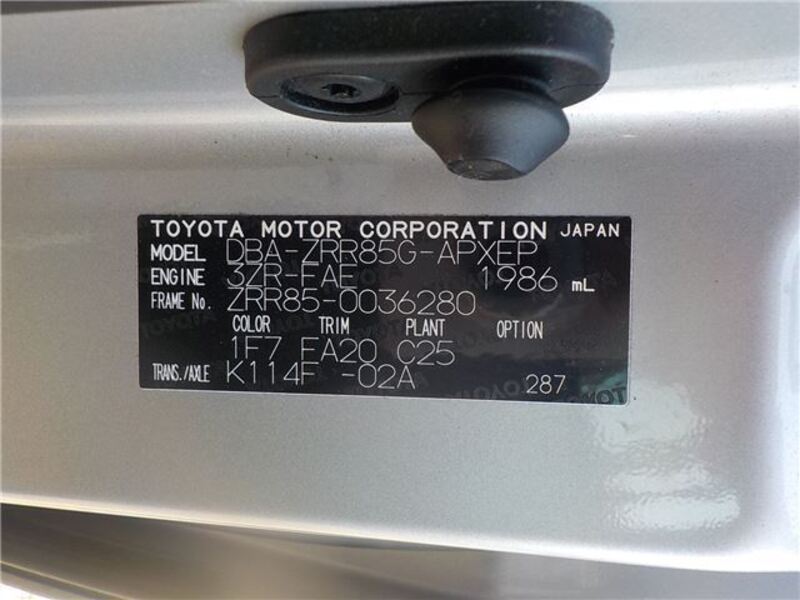 TOYOTA MOTOR CORPORATION JAPAN
MODEL DBA-ZRR85G-APXEP
ENGINE 3ZR-FAE 1986 mL
FRAME No. ZRR85-0036280
COLOR TRIM PLANT OPTION
1F7 FA20 C25
TRANS./AXLE K114F -02A 287